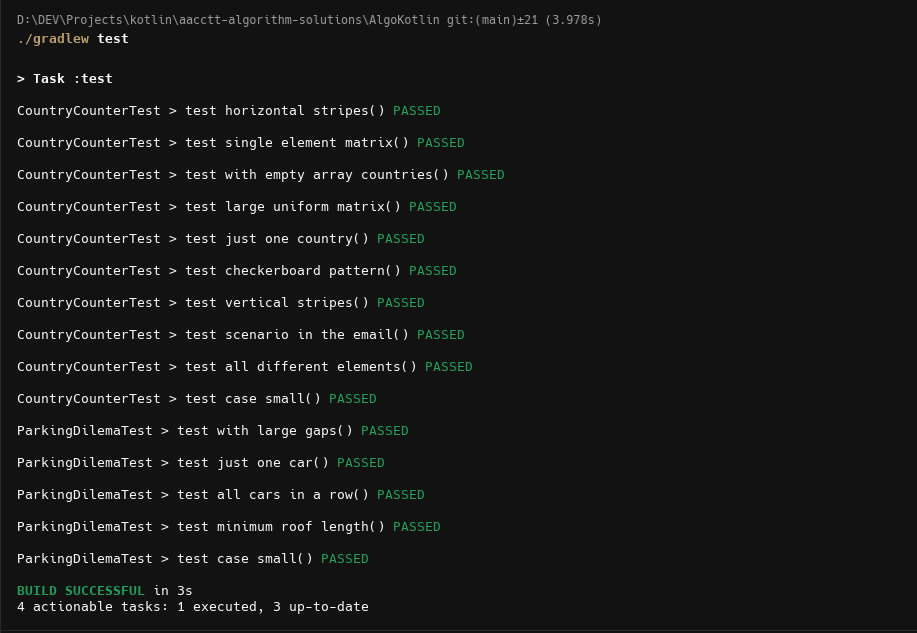 D:\DEV\Projects\kotlin\aacctt-algorithm-solutions\AlgoKotlin git:(main)±21 (3.978s)
./gradlew test
> Task :test
CountryCounterTest > test horizontal stripes() PASSED
CountryCounterTest > test single element matrix() PASSED
CountryCounterTest > test with empty array countries() PASSED
CountryCounterTest > test large uniform matrix() PASSED
CountryCounterTest > test just one country() PASSED
CountryCounterTest > test checkerboard pattern() PASSED
CountryCounterTest > test vertical stripes() PASSED
CountryCounterTest > test scenario in the email() PASSED
CountryCounterTest > test all different elements() PASSED
CountryCounterTest > test case small() PASSED
ParkingDilemaTest > test with large gaps() PASSED
ParkingDilemaTest > test just one car() PASSED
ParkingDilemaTest > test all cars in a row() PASSED
ParkingDilemaTest > test minimum roof length() PASSED
ParkingDilemaTest > test case small() PASSED
BUILD SUCCESSFUL in 3s
4 actionable tasks: 1 executed, 3 up-to-date